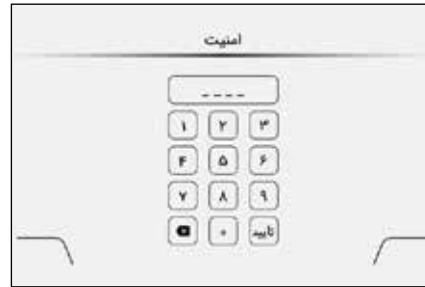 امنیت
_ _ _ _
۱ ۲ ۳
۴ ۵ ۶
۷ ۸ ۹
۰ تایید